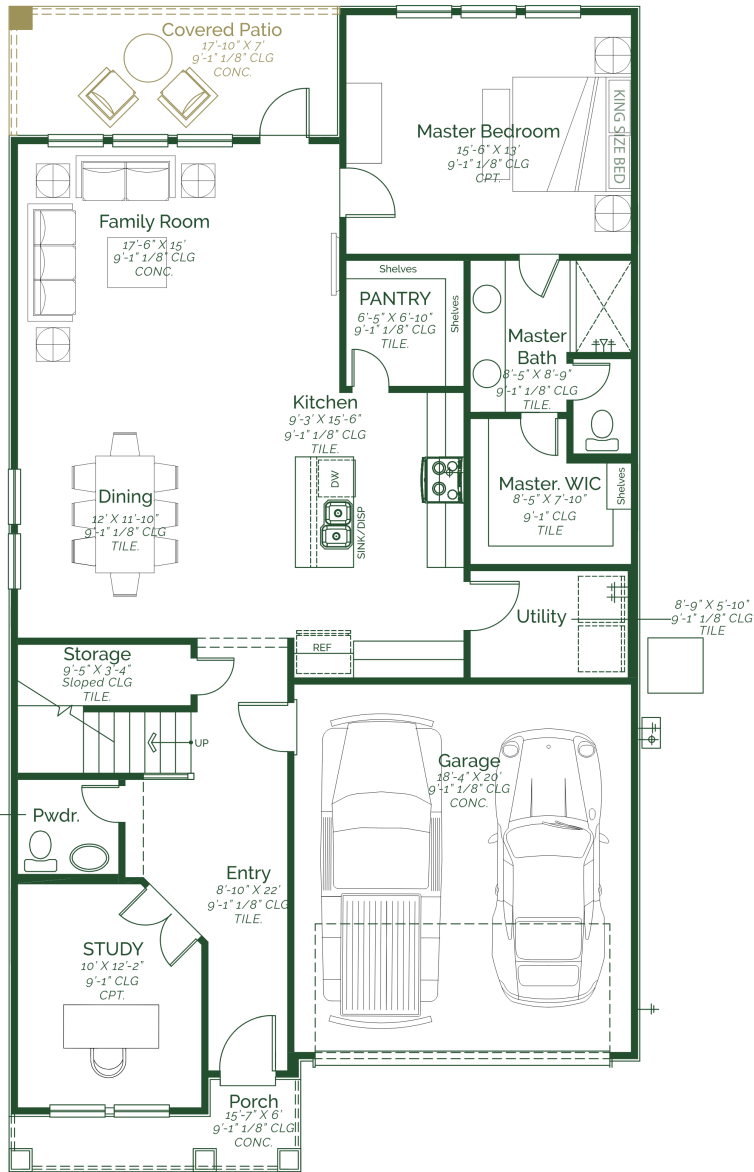 Covered Patio
17'-10" X 7'
9'-1" 1/8" CLG
CONC.
Master Bedroom
15'-6" X 13'
9'-1" 1/8" CLG
CPT.
KING SIZE BED
Family Room
17'-6" X 15'
9'-1" 1/8" CLG
CONC.
Shelves
PANTRY
6'-5" X 6'-10"
9'-1" 1/8" CLG
TILE.
Shelves
Master
Bath
8'-5" X 8'-9"
9'-1" 1/8" CLG
TILE.
Kitchen
9'-3' X 15'-6"
9'-1" 1/8" CLG
TILE.
DW
SINK/DISP
Master. WIC
8'-5" X 7'-10"
9'-1" CLG
TILE
Shelves
Dining
12' X 11'-10"
9'-1" 1/8" CLG
TILE.
Utility
8'-9" X 5'-10"
9'-1" 1/8" CLG
TILE
REF
Storage
9'-5" X 3'-4"
Sloped CLG
TILE.
UP
Garage
18'-4" X 20'
9'-1" 1/8" CLG
CONC.
Pwdr.
Entry
8'-10" X 22'
9'-1" 1/8" CLG
TILE.
STUDY
10' X 12'-2"
9'-1" CLG
CPT.
Porch
15'-7" X 6'
9'-1" 1/8" CLG
CONC.